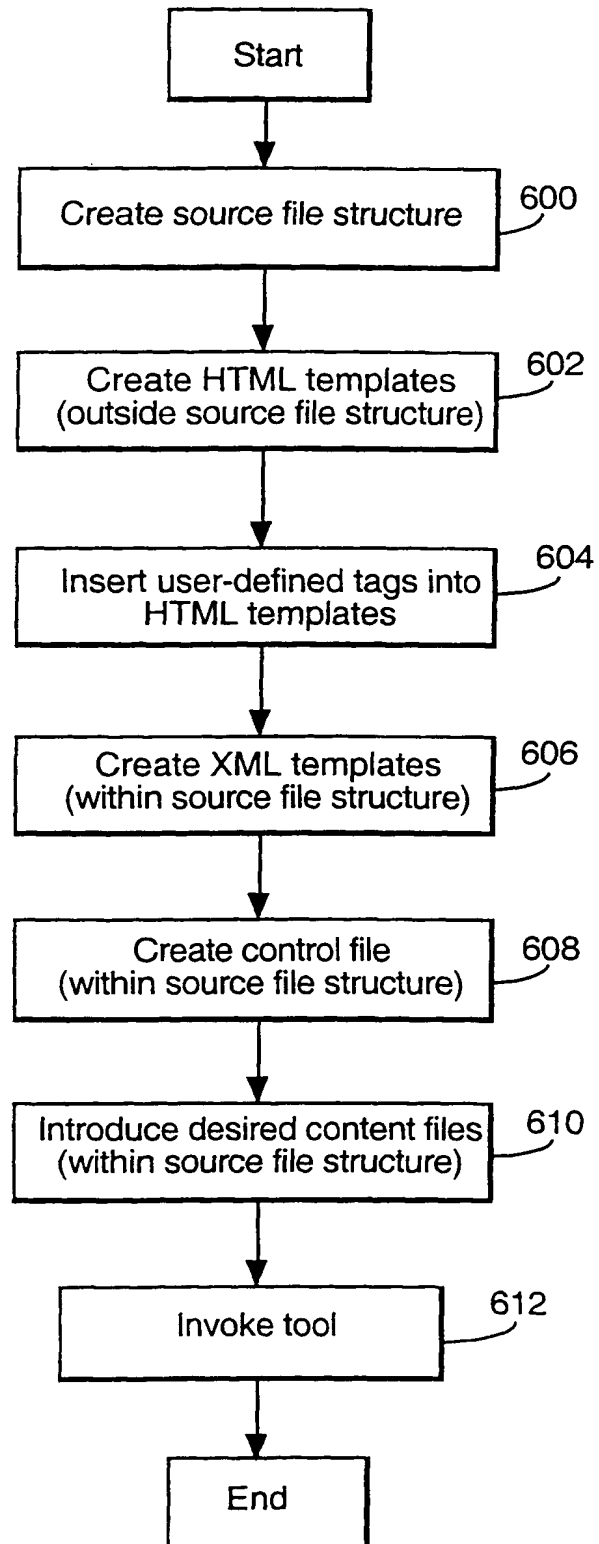 Start
Create source file structure
600
Create HTML templates
(outside source file structure)
602
Insert user-defined tags into
HTML templates
604
Create XML templates
(within source file structure)
606
Create control file
(within source file structure)
608
Introduce desired content files
(within source file structure)
610
Invoke tool
612
End